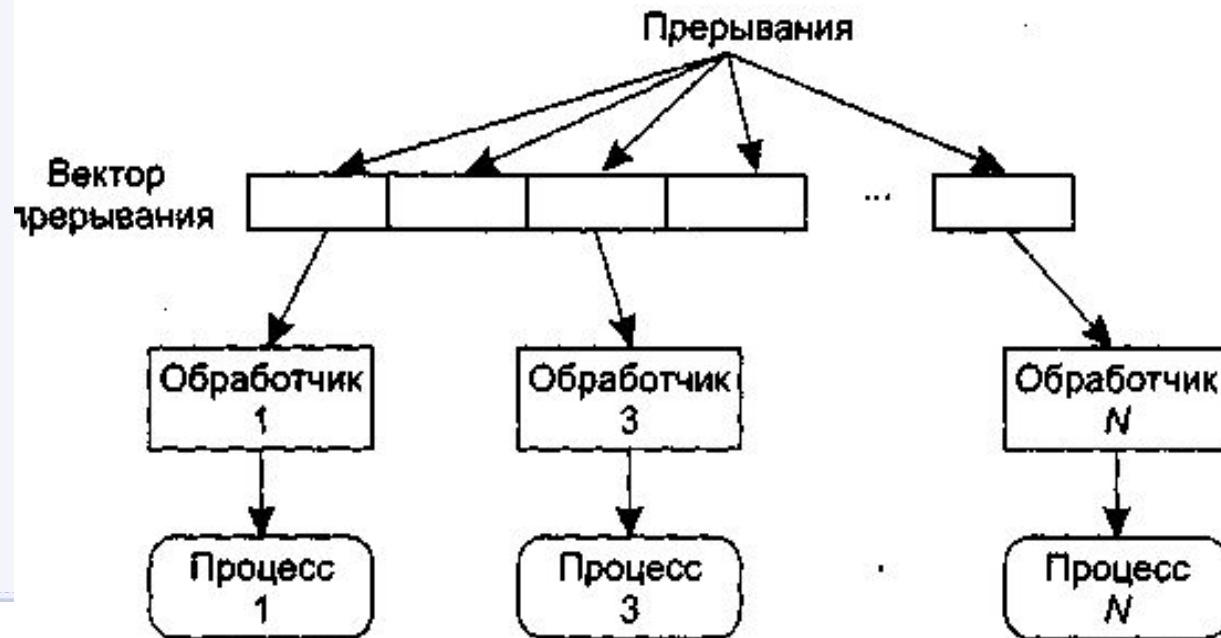 Прерывания
Вектор
прерывания
...
Обработчик
1
Обработчик
3
Обработчик
N
Процесс
1
Процесс
3
Процесс
N